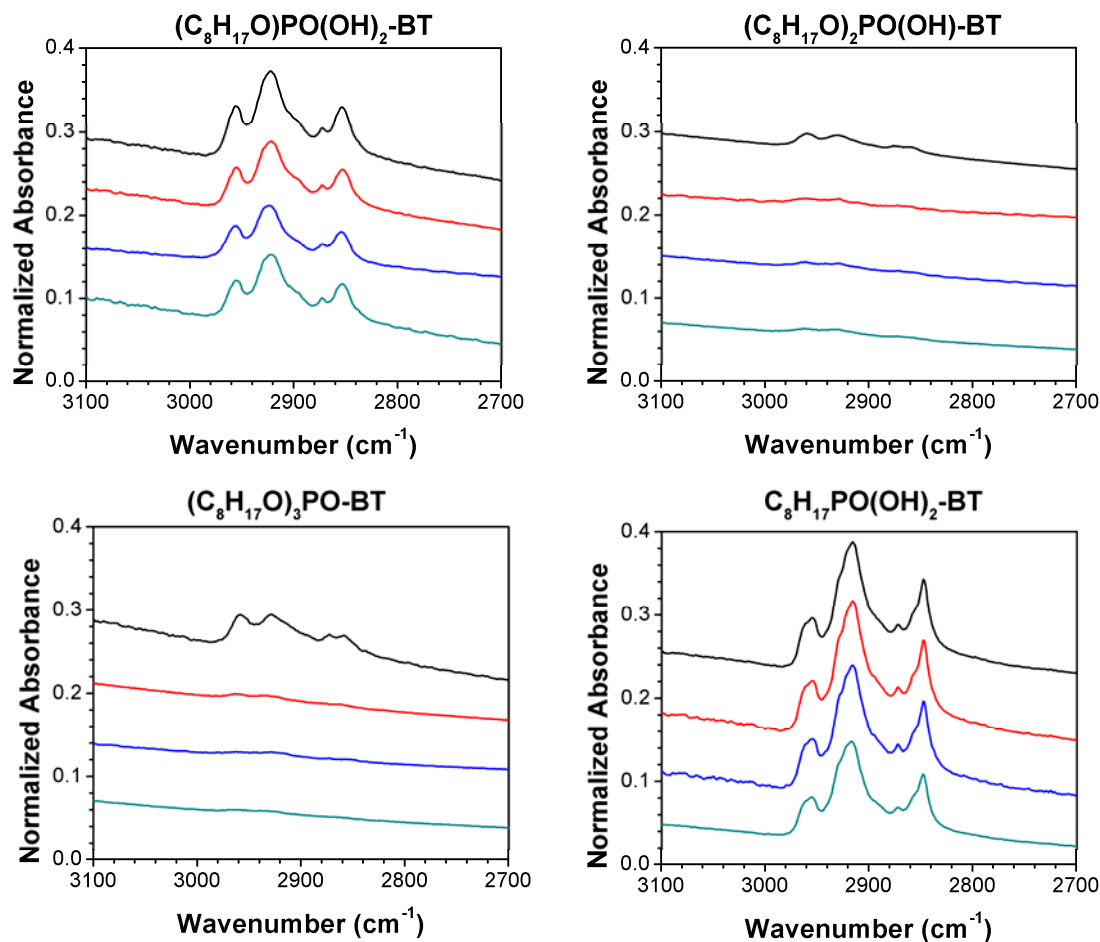 (C₈H₁₇O)PO(OH)₂-BT
Normalized Absorbance
0.4
0.3
0.2
0.1
0.0
3100 3000 2900 2800 2700
Wavenumber (cm⁻¹)
(C₈H₁₇O)₂PO(OH)-BT
Normalized Absorbance
0.4
0.3
0.2
0.1
0.0
3100 3000 2900 2800 2700
Wavenumber (cm⁻¹)
(C₈H₁₇O)₃PO-BT
Normalized Absorbance
0.4
0.3
0.2
0.1
0.0
3100 3000 2900 2800 2700
Wavenumber (cm⁻¹)
C₈H₁₇PO(OH)₂-BT
Normalized Absorbance
0.4
0.3
0.2
0.1
0.0
3100 3000 2900 2800 2700
Wavenumber (cm⁻¹)